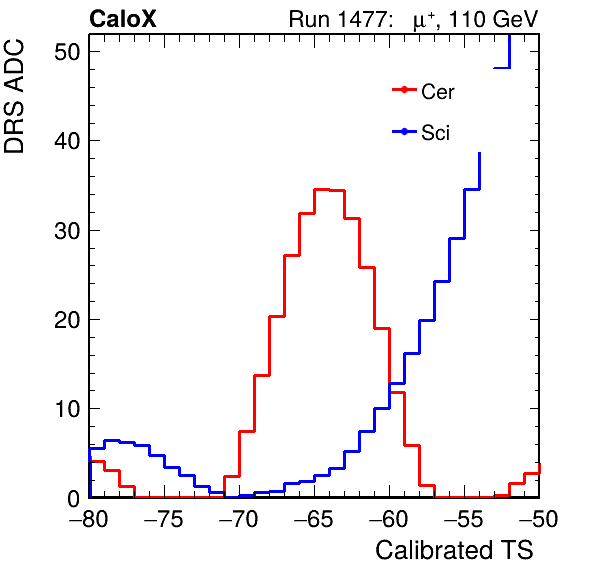 CaloX Run 1477: μ⁺, 110 GeV
DRS ADC
50
40
30
20
10
0
Cer
Sci
−80 −75 −70 −65 −60 −55 −50
Calibrated TS